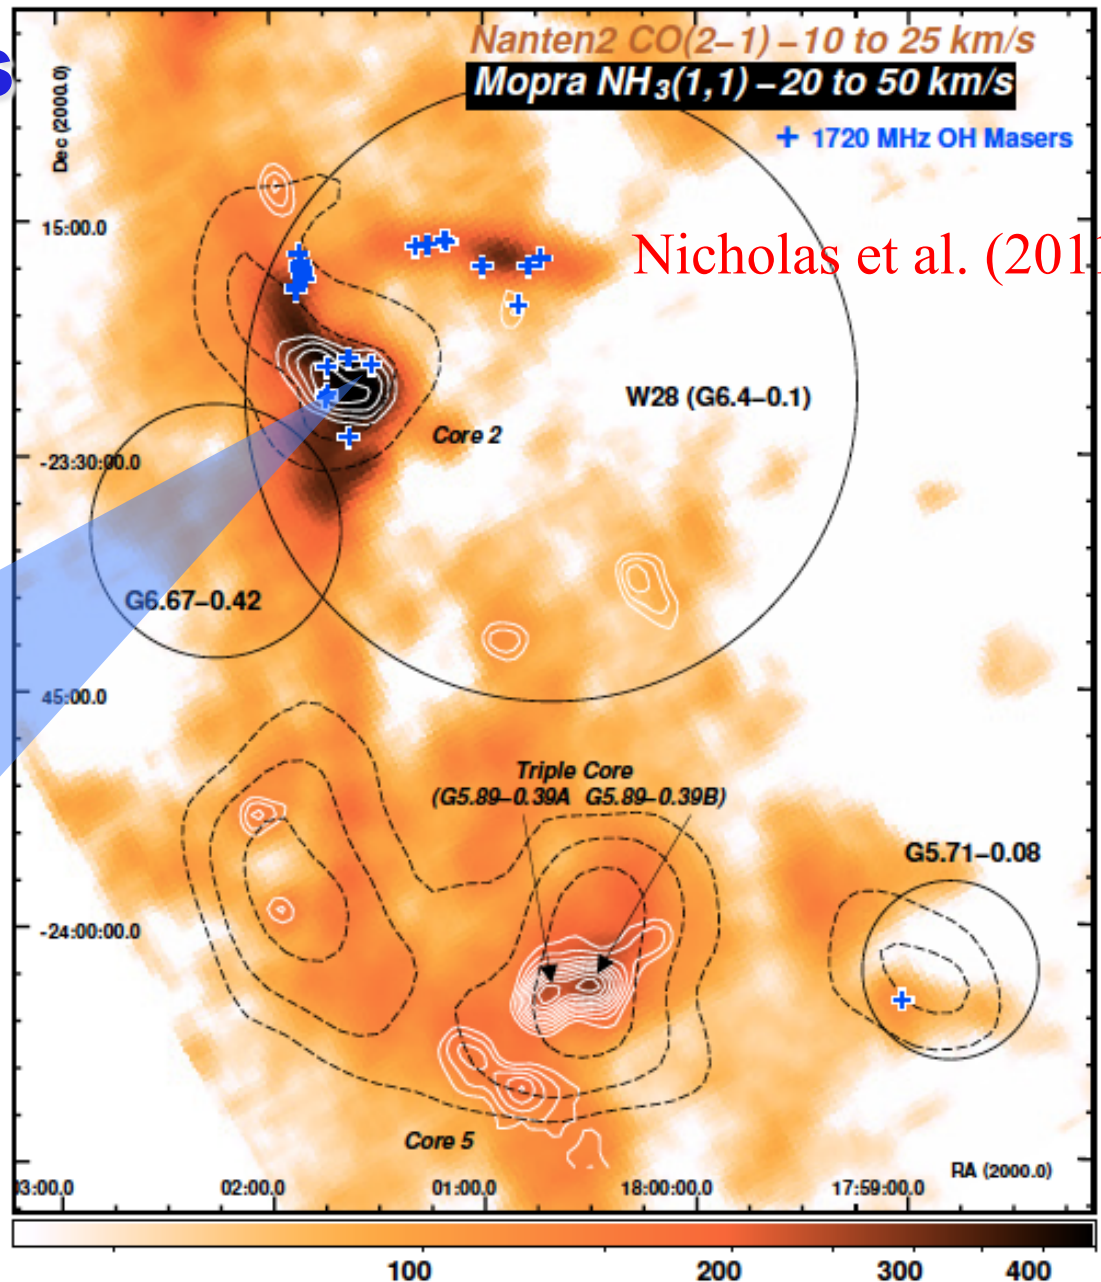 s
Nanten2 CO(2−1) −10 to 25 km/s
Mopra NH3(1,1) −20 to 50 km/s
+ 1720 MHz OH Masers
Dec (2000.0)
15:00.0
Nicholas et al. (201
W28 (G6.4−0.1)
Core 2
-23:30:00.0
G6.67−0.42
45:00.0
Triple Core
(G5.89−0.39A G5.89−0.39B)
G5.71−0.08
-24:00:00.0
Core 5
RA (2000.0)
03:00.0 02:00.0 01:00.0 18:00:00.0 17:59:00.0
100 200 300 400